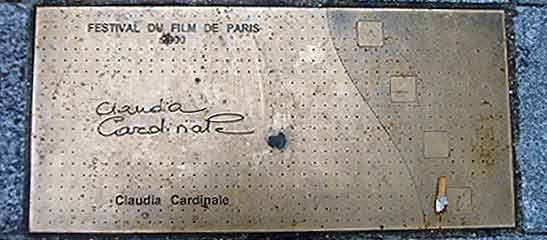 FESTIVAL DU FILM DE PARIS
Claudia
Cardinale
Claudia Cardinale